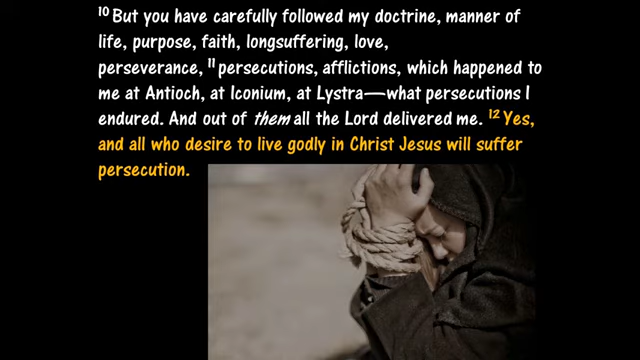 10 But you have carefully followed my doctrine, manner of
life, purpose, faith, longsuffering, love,
perseverance, 11 persecutions, afflictions, which happened to
me at Antioch, at Iconium, at Lystra—what persecutions I
endured. And out of them all the Lord delivered me. 12 Yes,
and all who desire to live godly in Christ Jesus will suffer
persecution.